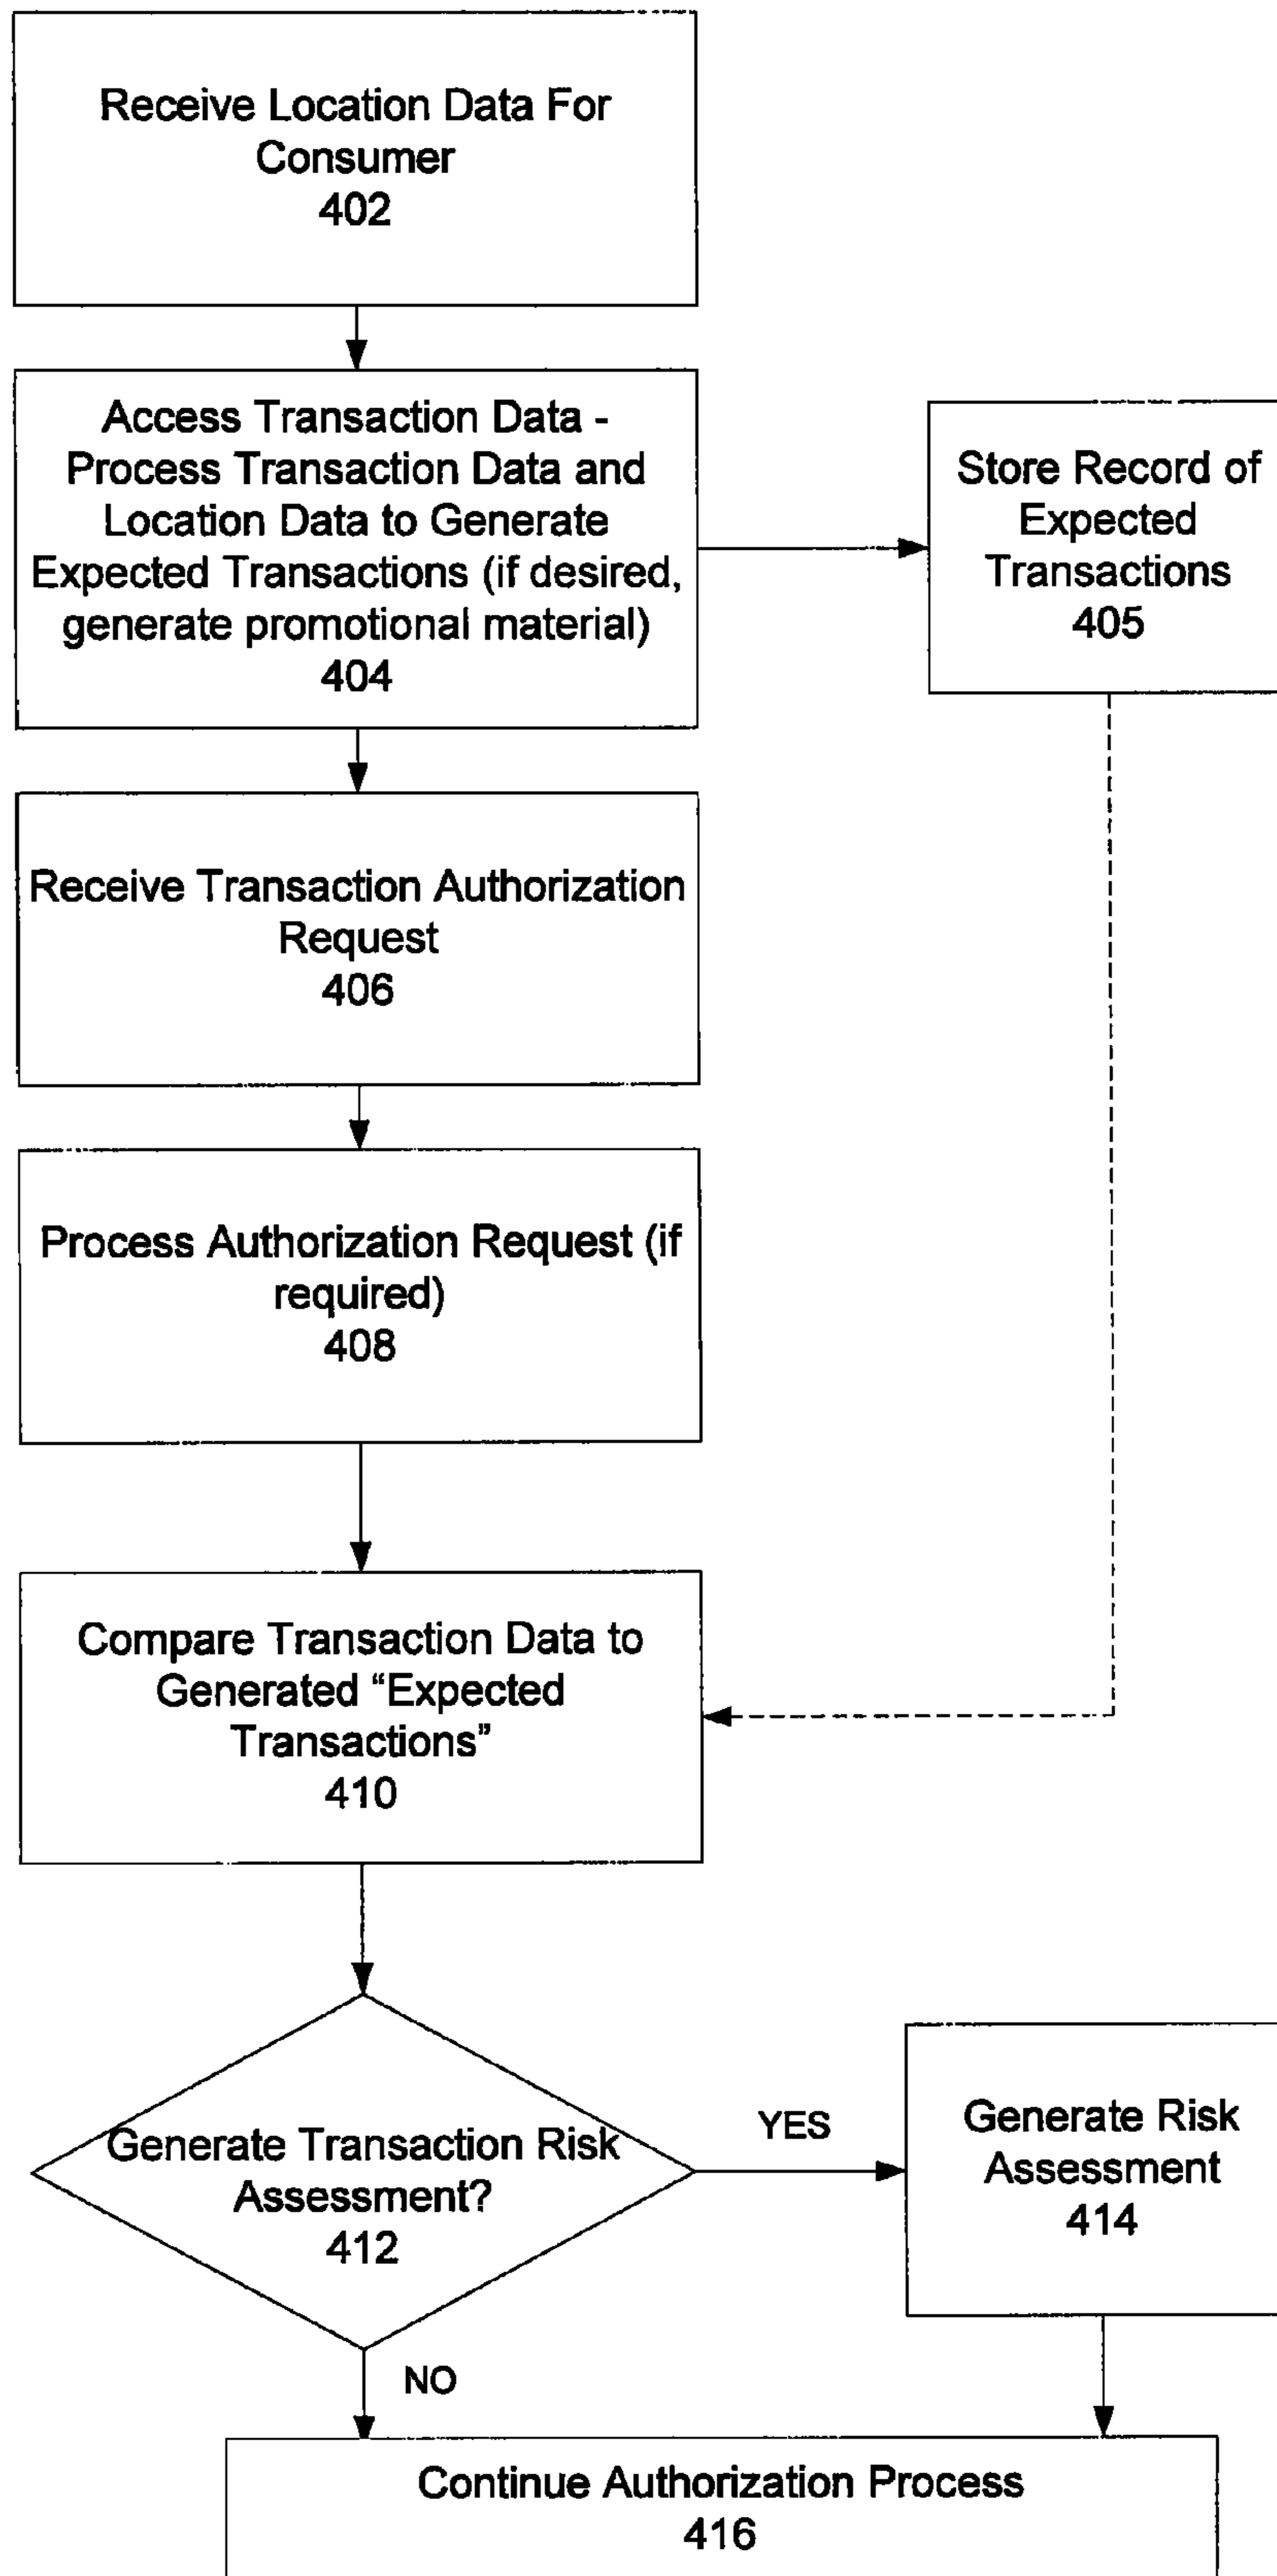 Receive Location Data For
Consumer
402
Access Transaction Data -
Process Transaction Data and
Location Data to Generate
Expected Transactions (if desired,
generate promotional material)
404
Store Record of
Expected
Transactions
405
Receive Transaction Authorization
Request
406
Process Authorization Request (if
required)
408
Compare Transaction Data to
Generated “Expected
Transactions”
410
Generate Transaction Risk
Assessment?
412
YES
Generate Risk
Assessment
414
NO
Continue Authorization Process
416